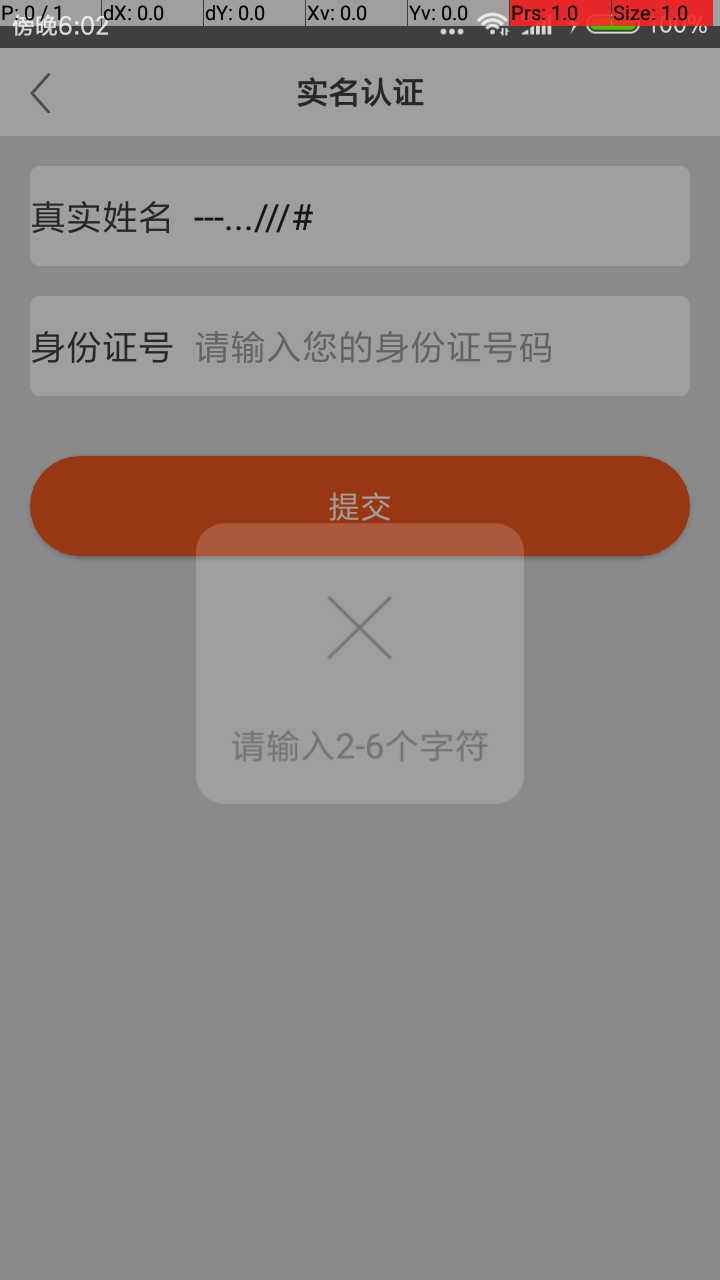 P: 0 / 1 dX: 0.0 dY: 0.0 Xv: 0.0 Yv: 0.0 Prs: 1.0 Size: 1.0
傍晚6:02 100%
实名认证
真实姓名 ---...///#
身份证号 请输入您的身份证号码
提交
请输入2-6个字符